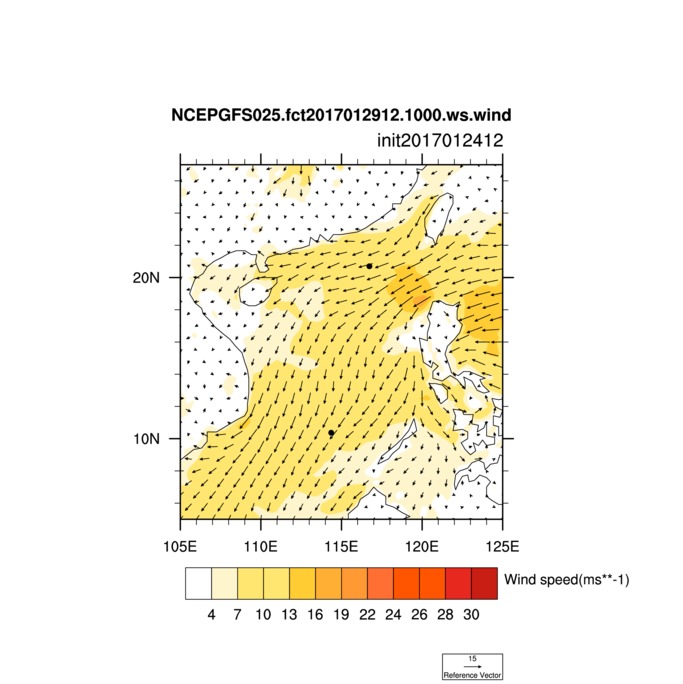 NCEPGFS025.fct2017012912.1000.ws.wind
init2017012412
20N
10N
105E 110E 115E 120E 125E
Wind speed(ms**-1)
4 7 10 13 16 19 22 24 26 28 30
15
Reference Vector